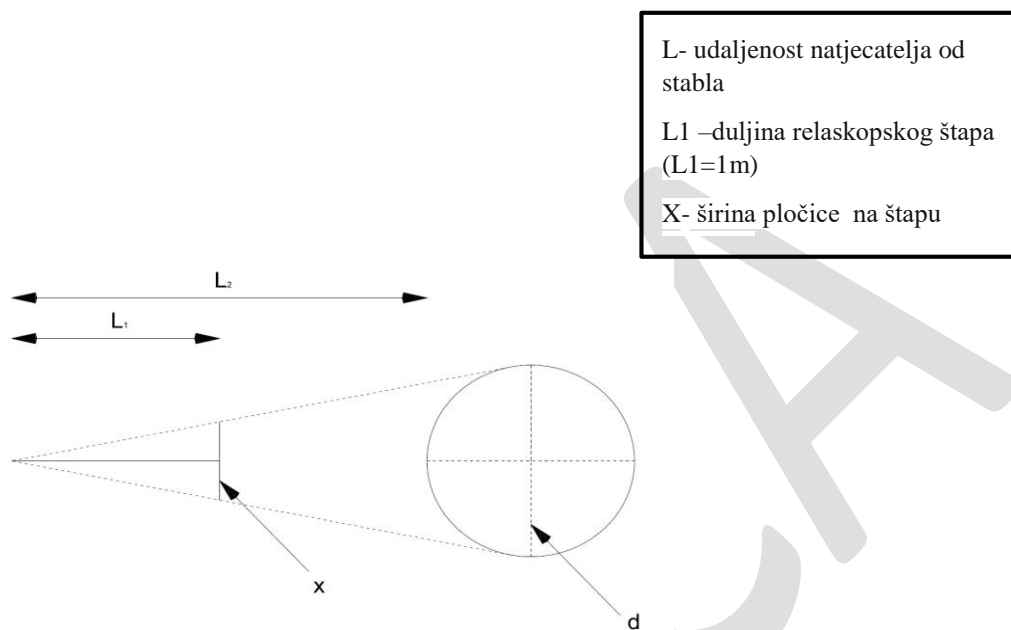 L- udaljenost natjecatelja od
stabla
L1 –duljina relaskopskog štapa
(L1=1m)
X- širina pločice  na štapu
L₂
L₁
x
d